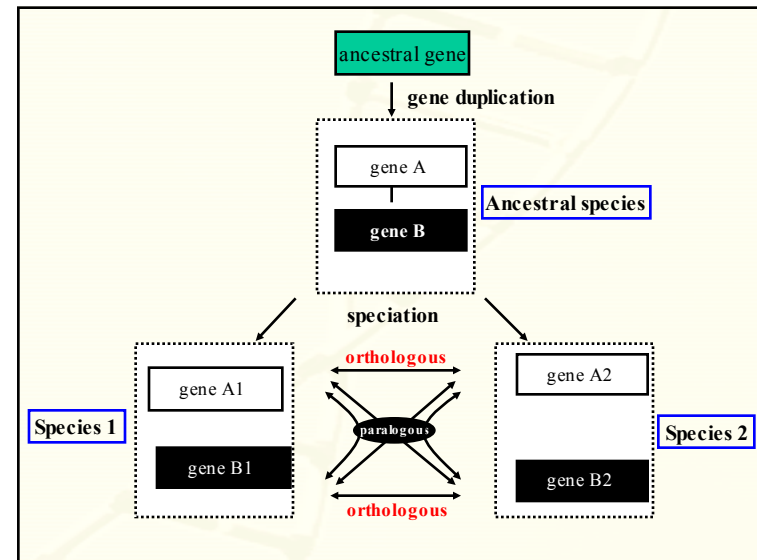 ancestral gene
gene duplication
gene A
Ancestral species
gene B
speciation
orthologous
gene A1
gene A2
Species 1
paralogous
Species 2
gene B1
gene B2
orthologous